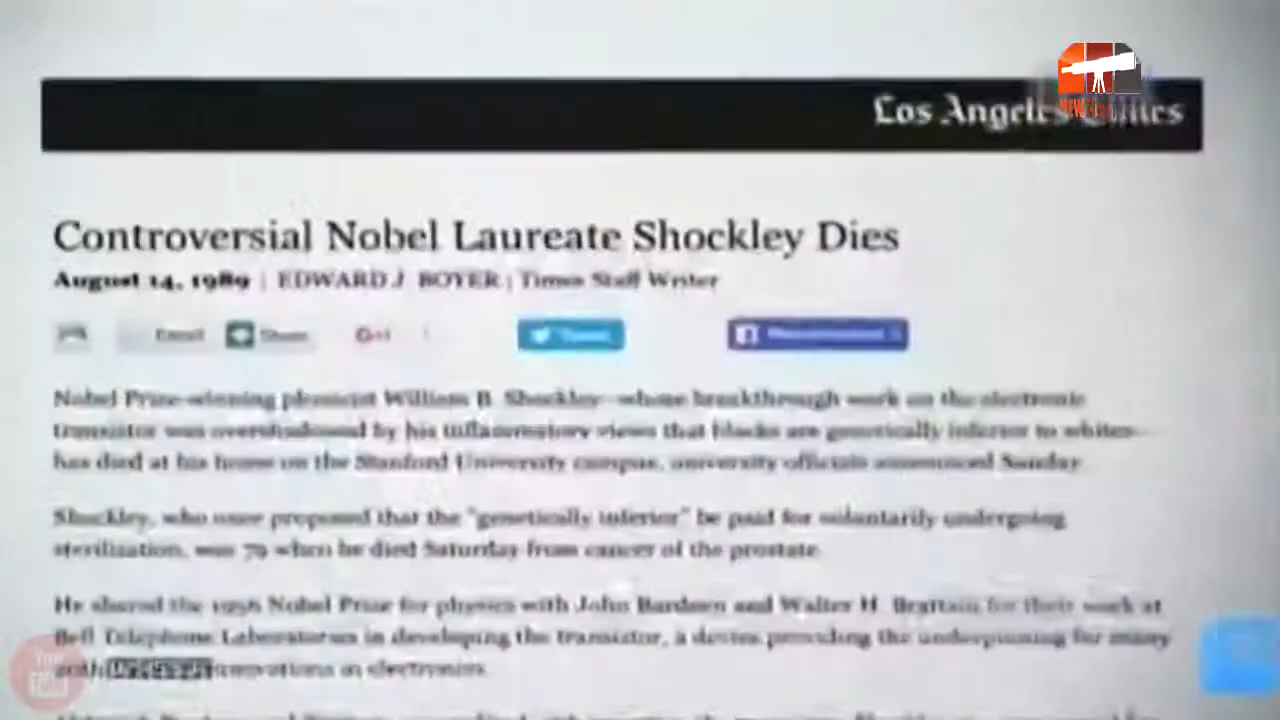 Los Angeles Times
Controversial Nobel Laureate Shockley Dies
August 14, 1989 | EDWARD J. BOYER | Times Staff Writer
Email Share G+1 Tweet Recommend
Nobel Prize-winning physicist William B. Shockley--whose breakthrough work on the electronic
transistor was overshadowed by his inflammatory views that blacks are genetically inferior to whites--
has died at his home on the Stanford University campus, university officials announced Sunday.
Shockley, who once proposed that the "genetically inferior" be paid for voluntarily undergoing
sterilization, was 79 when he died Saturday from cancer of the prostate.
He shared the 1956 Nobel Prize for physics with John Bardeen and Walter H. Brattain for their work at
Bell Telephone Laboratories in developing the transistor, a device providing the underpinning for many
innovations in electronics.
You
Tube